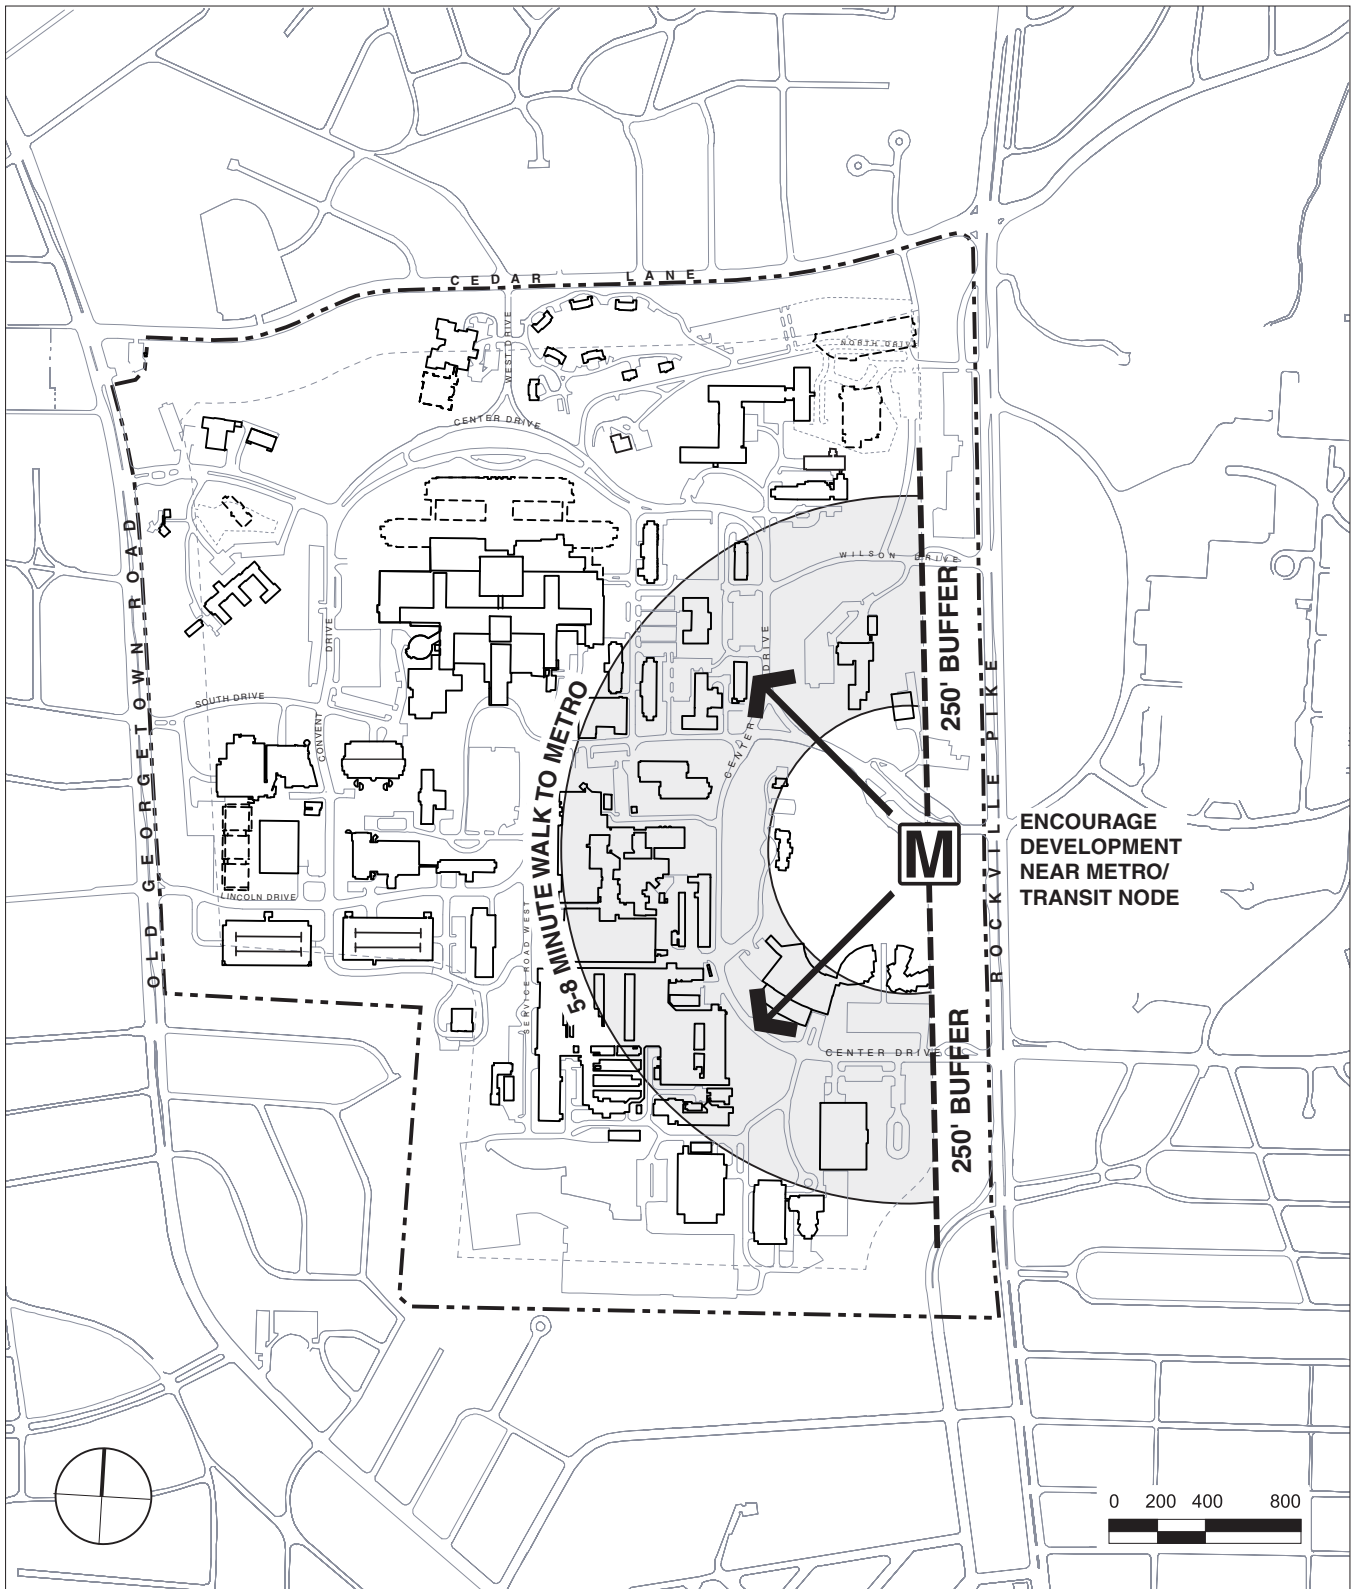 CEDAR LANE
WEST DRIVE
NORTH DRIVE
CENTER DRIVE
OLD GEORGETOWN ROAD
WILSON DRIVE
250' BUFFER
DRIVE
CENTER DRIVE
SOUTH DRIVE
CONVENT
5-8 MINUTE WALK TO METRO
ROCKVILLE PIKE
M
ENCOURAGE
DEVELOPMENT
NEAR METRO/
TRANSIT NODE
LINCOLN DRIVE
SERVICE ROAD WEST
CENTER DRIVE
250' BUFFER
0 200 400 800